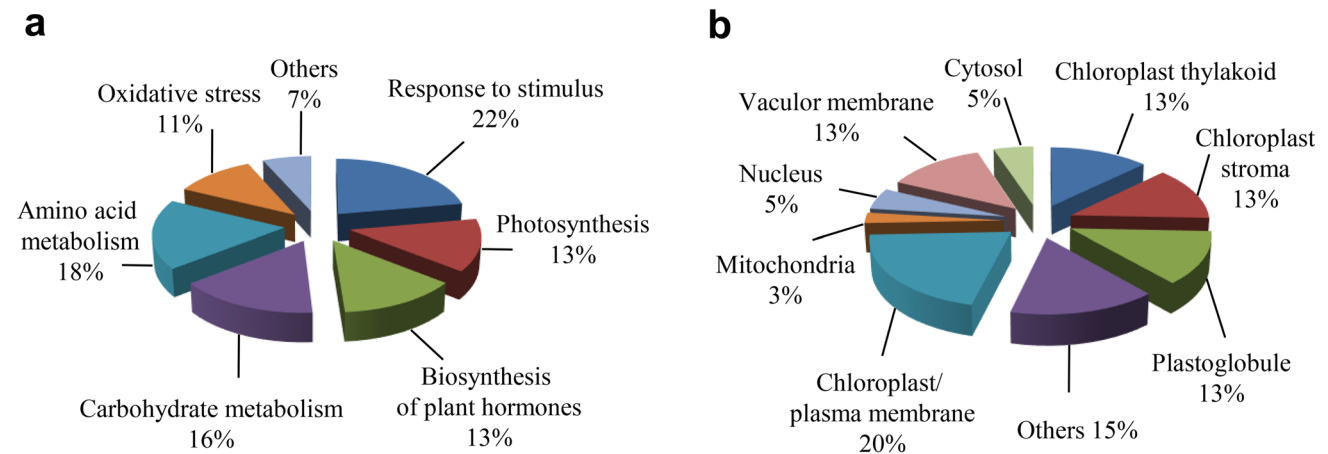 a
Others
7%
Oxidative stress
11%
Response to stimulus
22%
Amino acid
metabolism
18%
Photosynthesis
13%
Carbohydrate metabolism
16%
Biosynthesis
of plant hormones
13%
b
Cytosol
5%
Chloroplast thylakoid
13%
Vaculor membrane
13%
Chloroplast
stroma
13%
Nucleus
5%
Mitochondria
3%
Plastoglobule
13%
Chloroplast/
plasma membrane
20%
Others 15%